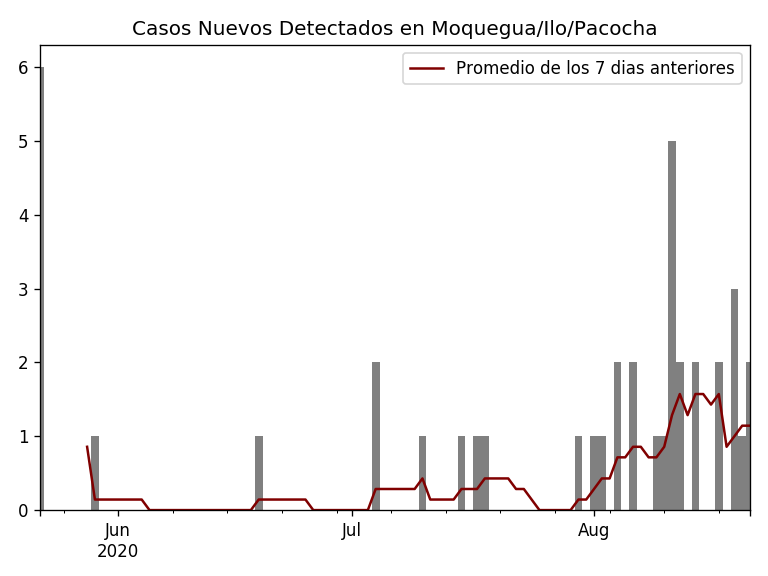 Casos Nuevos Detectados en Moquegua/Ilo/Pacocha
Promedio de los 7 dias anteriores
6
5
4
3
2
1
0
Jun
2020
Jul
Aug